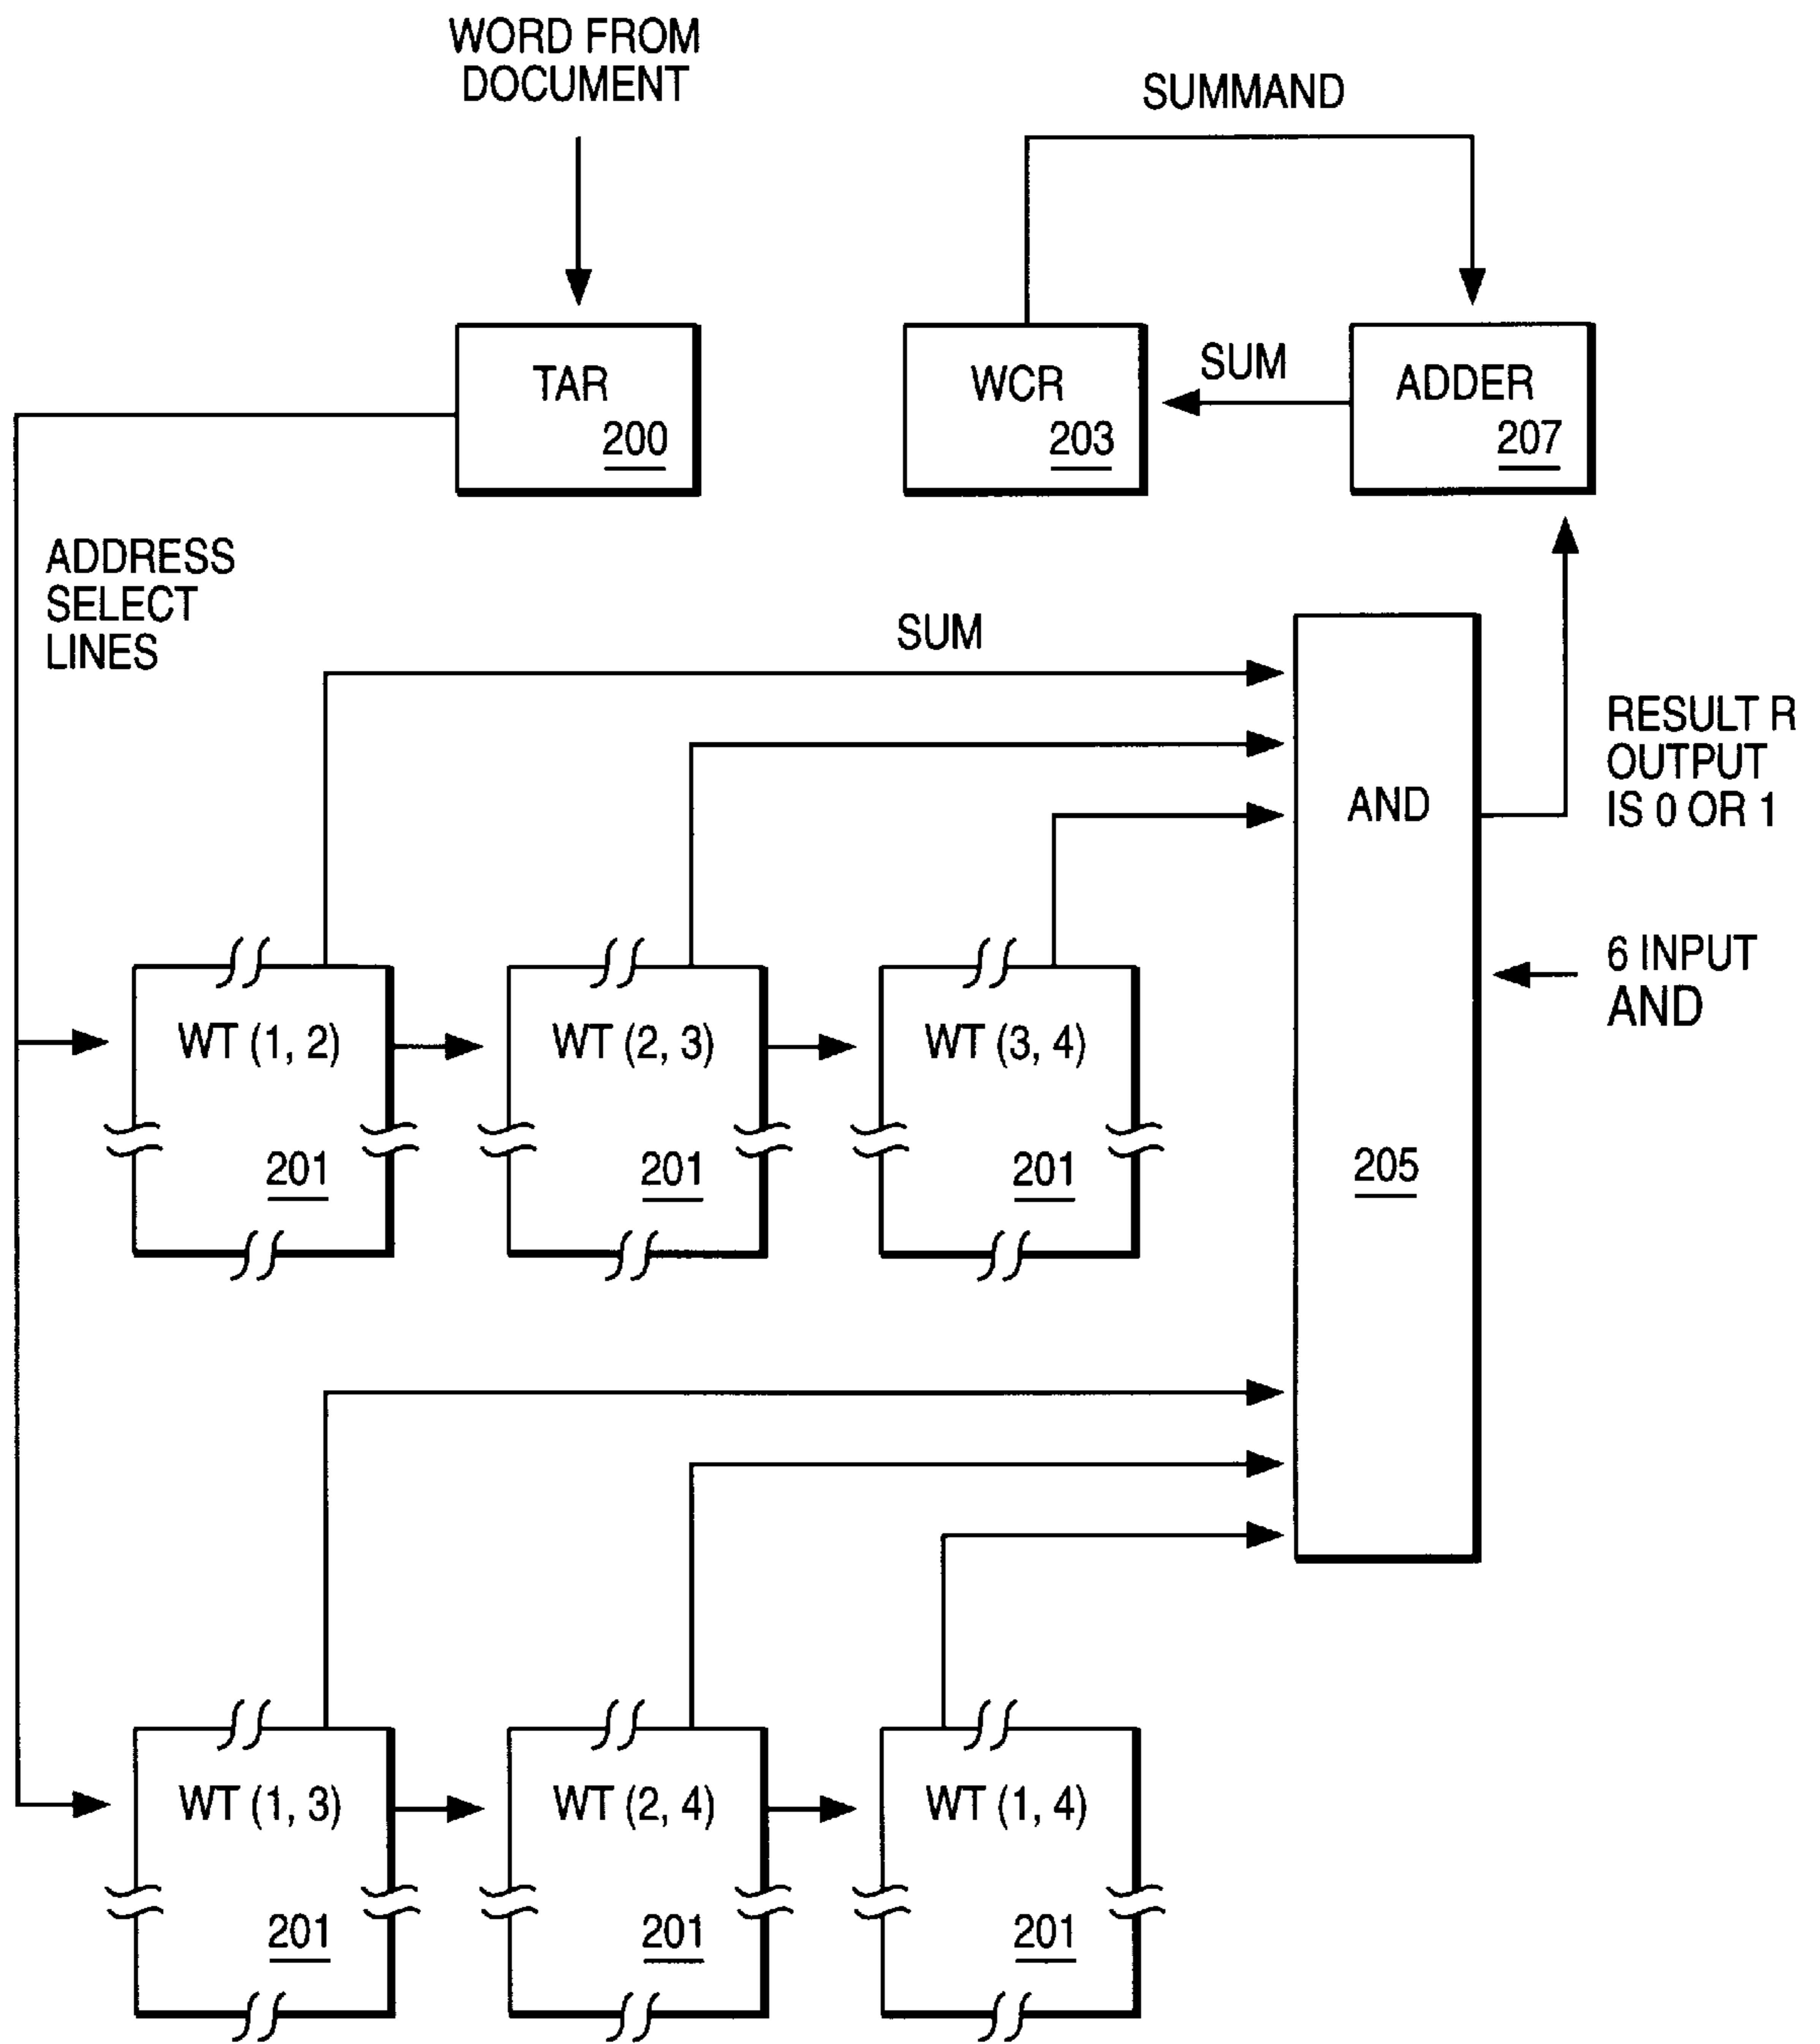 WORD FROM
DOCUMENT
SUMMAND
TAR
200
WCR
203
SUM
ADDER
207
ADDRESS
SELECT
LINES
SUM
AND
205
RESULT R
OUTPUT
IS 0 OR 1
6 INPUT
AND
WT (1, 2)
201
WT (2, 3)
201
WT (3, 4)
201
WT (1, 3)
201
WT (2, 4)
201
WT (1, 4)
201